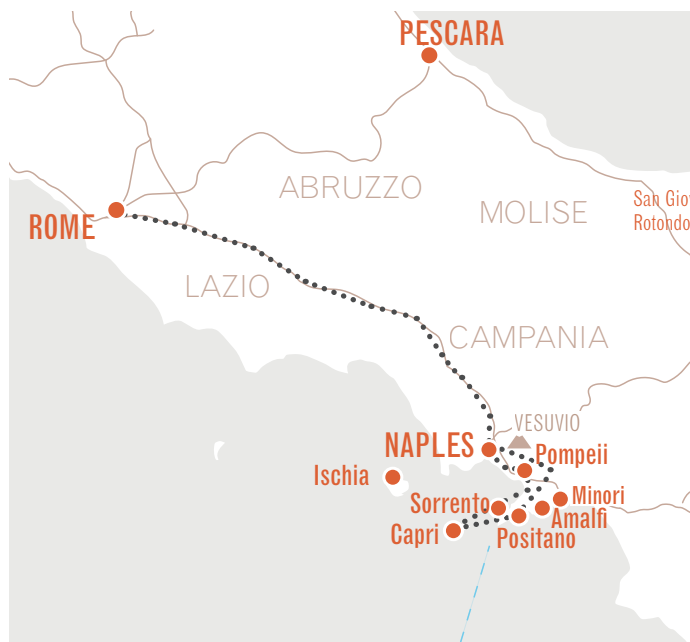 PESCARA
ABRUZZO
MOLISE
San Gio
Rotondo
ROME
LAZIO
CAMPANIA
VESUVIO
NAPLES
Pompeii
Ischia
Sorrento
Minori
Amalfi
Capri
Positano